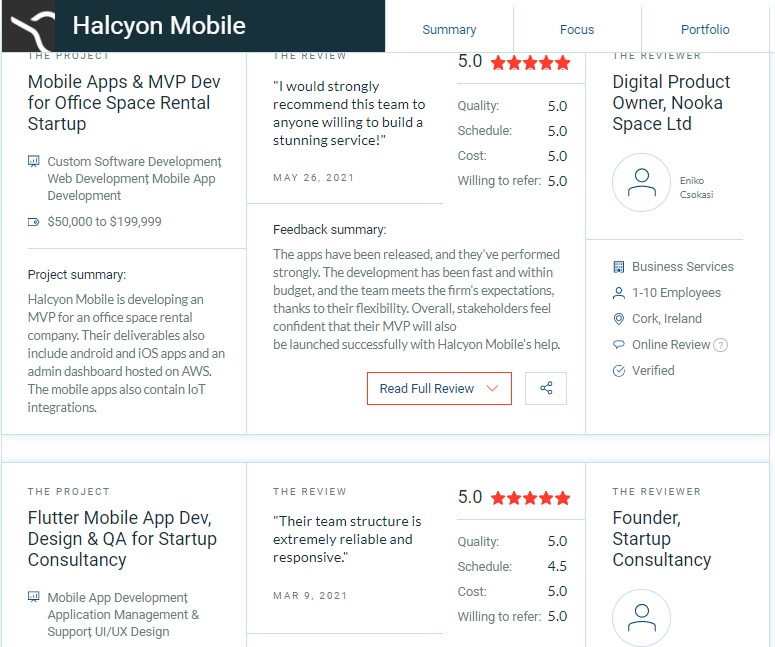 Halcyon Mobile
Summary
Focus
Portfolio
THE PROJECT
Mobile Apps & MVP Dev
for Office Space Rental
Startup
Custom Software Development,
Web Development, Mobile App
Development
$50,000 to $199,999
Project summary:
Halcyon Mobile is developing an
MVP for an office space rental
company. Their deliverables also
include android and iOS apps and an
admin dashboard hosted on AWS.
The mobile apps also contain IoT
integrations.
THE REVIEW
"I would strongly
recommend this team to
anyone willing to build a
stunning service!"
MAY 26, 2021
5.0
Quality: 5.0
Schedule: 5.0
Cost: 5.0
Willing to refer: 5.0
Feedback summary:
The apps have been released, and they've performed
strongly. The development has been fast and within
budget, and the team meets the firm's expectations,
thanks to their flexibility. Overall, stakeholders feel
confident that their MVP will also
be launched successfully with Halcyon Mobile's help.
Read Full Review
THE REVIEWER
Digital Product
Owner, Nooka
Space Ltd
Eniko
Csokasi
Business Services
1-10 Employees
Cork, Ireland
Online Review ?
Verified
THE PROJECT
Flutter Mobile App Dev,
Design & QA for Startup
Consultancy
Mobile App Development,
Application Management &
Support, UI/UX Design
THE REVIEW
"Their team structure is
extremely reliable and
responsive."
MAR 9, 2021
5.0
Quality: 5.0
Schedule: 4.5
Cost: 5.0
Willing to refer: 5.0
THE REVIEWER
Founder,
Startup
Consultancy